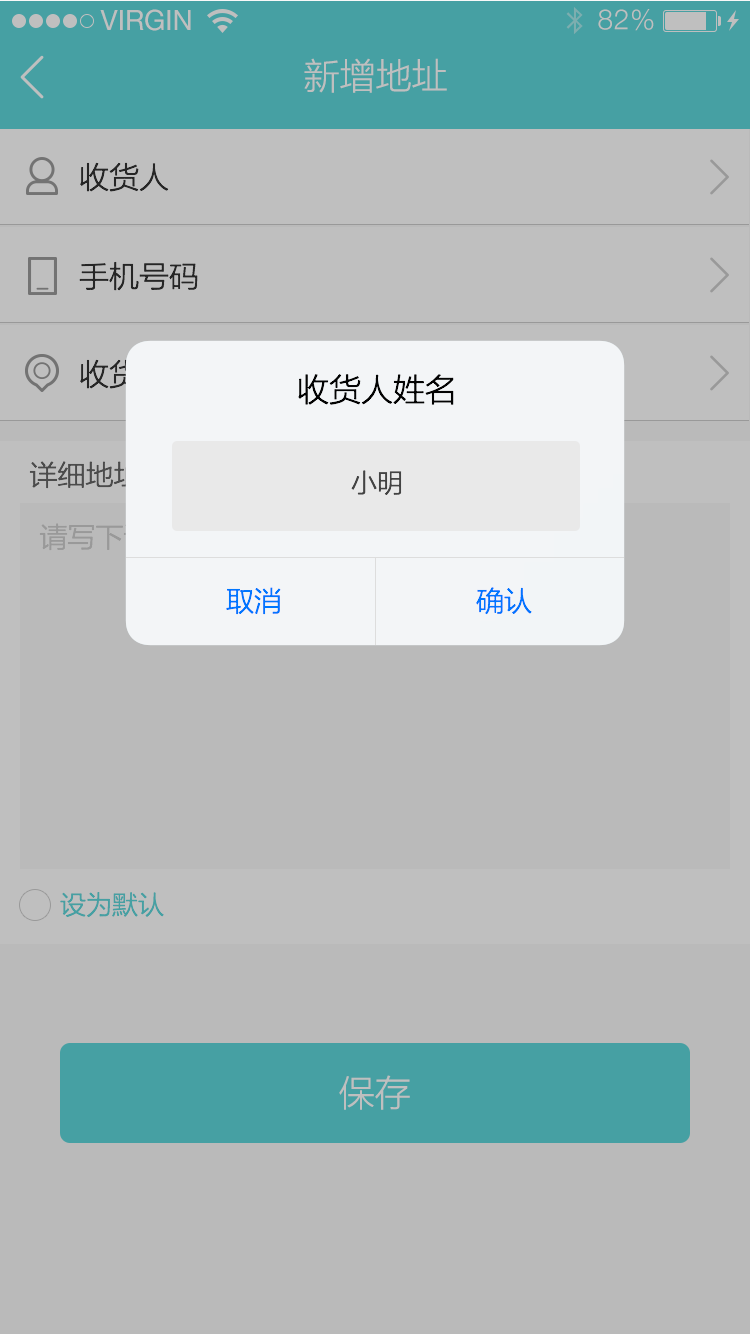 VIRGIN 82%
新增地址
收货人
手机号码
收货
收货人姓名
详细地址
小明
请写下
取消 确认
设为默认
保存